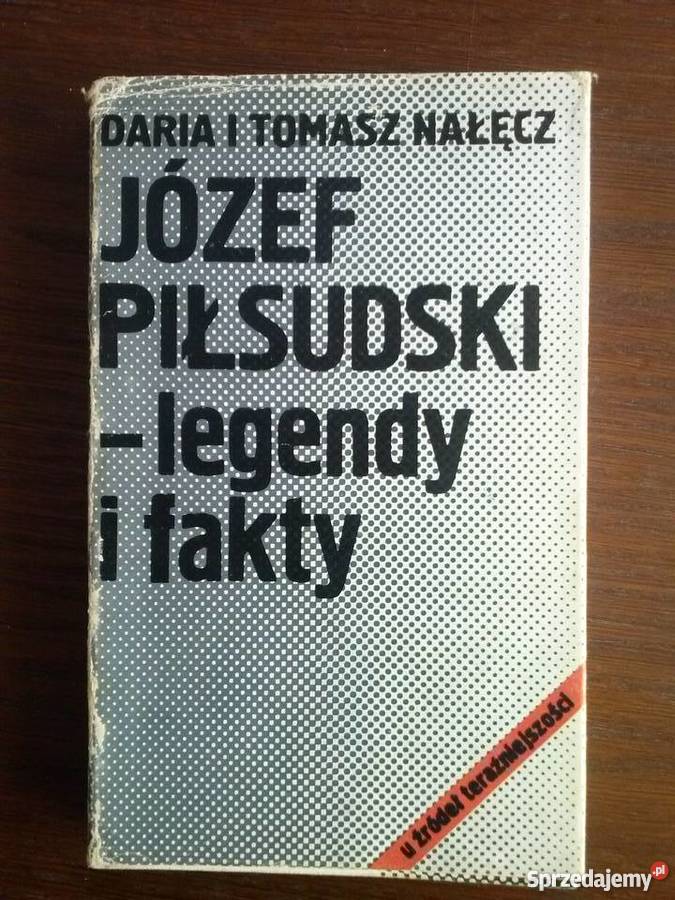 DARIA I TOMASZ NAŁĘCZ
JÓZEF
PIŁSUDSKI
– legendy
i fakty
u źródeł teraźniejszości
Sprzedajemy.pl